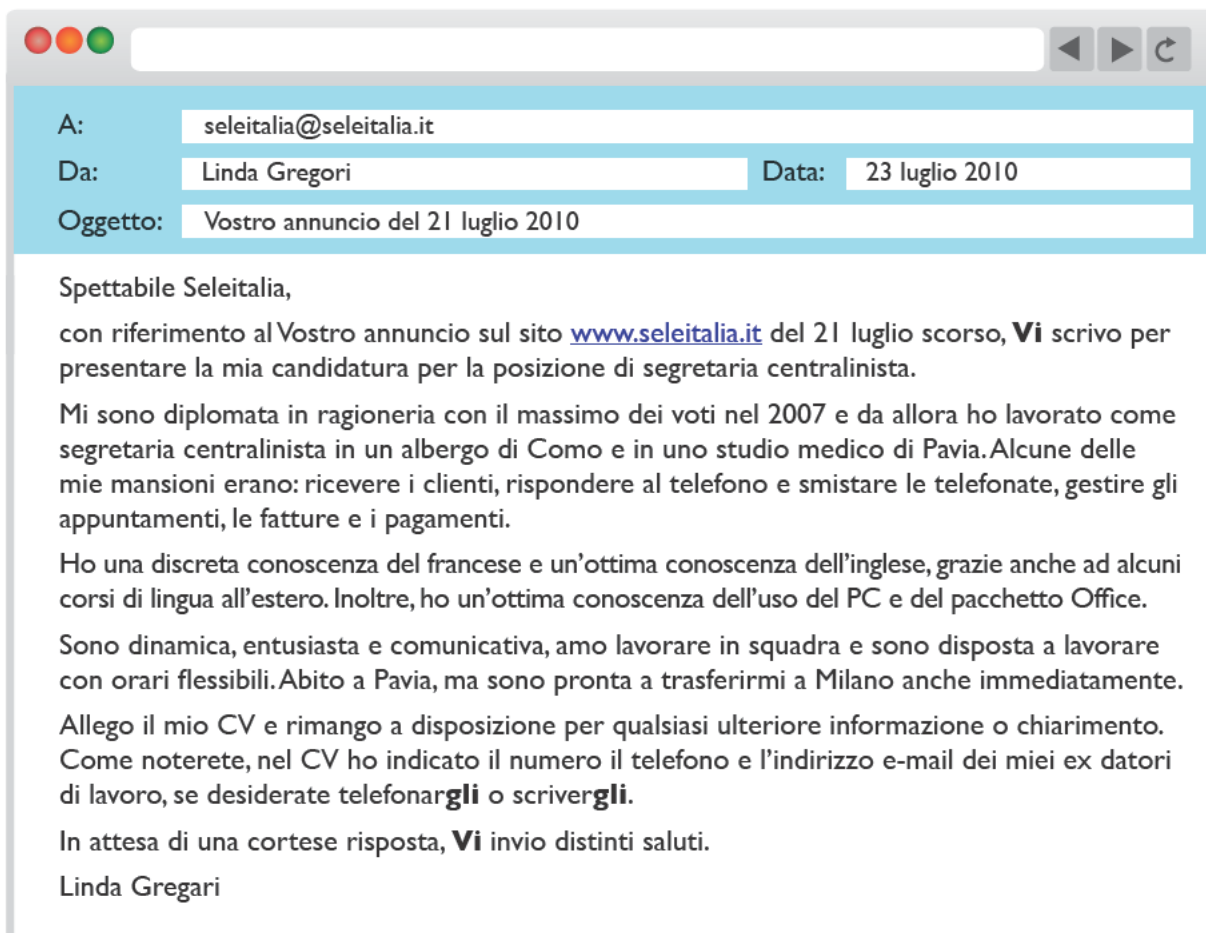 A: seleitalia@seleitalia.it
Da: Linda Gregori Data: 23 luglio 2010
Oggetto: Vostro annuncio del 21 luglio 2010
Spettabile Seleitalia,
con riferimento al Vostro annuncio sul sito www.seleitalia.it del 21 luglio scorso, Vi scrivo per
presentare la mia candidatura per la posizione di segretaria centralinista.
Mi sono diplomata in ragioneria con il massimo dei voti nel 2007 e da allora ho lavorato come
segretaria centralinista in un albergo di Como e in uno studio medico di Pavia. Alcune delle
mie mansioni erano: ricevere i clienti, rispondere al telefono e smistare le telefonate, gestire gli
appuntamenti, le fatture e i pagamenti.
Ho una discreta conoscenza del francese e un'ottima conoscenza dell'inglese, grazie anche ad alcuni
corsi di lingua all'estero. Inoltre, ho un'ottima conoscenza dell'uso del PC e del pacchetto Office.
Sono dinamica, entusiasta e comunicativa, amo lavorare in squadra e sono disposta a lavorare
con orari flessibili. Abito a Pavia, ma sono pronta a trasferirmi a Milano anche immediatamente.
Allego il mio CV e rimango a disposizione per qualsiasi ulteriore informazione o chiarimento.
Come noterete, nel CV ho indicato il numero il telefono e l'indirizzo e-mail dei miei ex datori
di lavoro, se desiderate telefonargli o scrivergli.
In attesa di una cortese risposta, Vi invio distinti saluti.
Linda Gregari